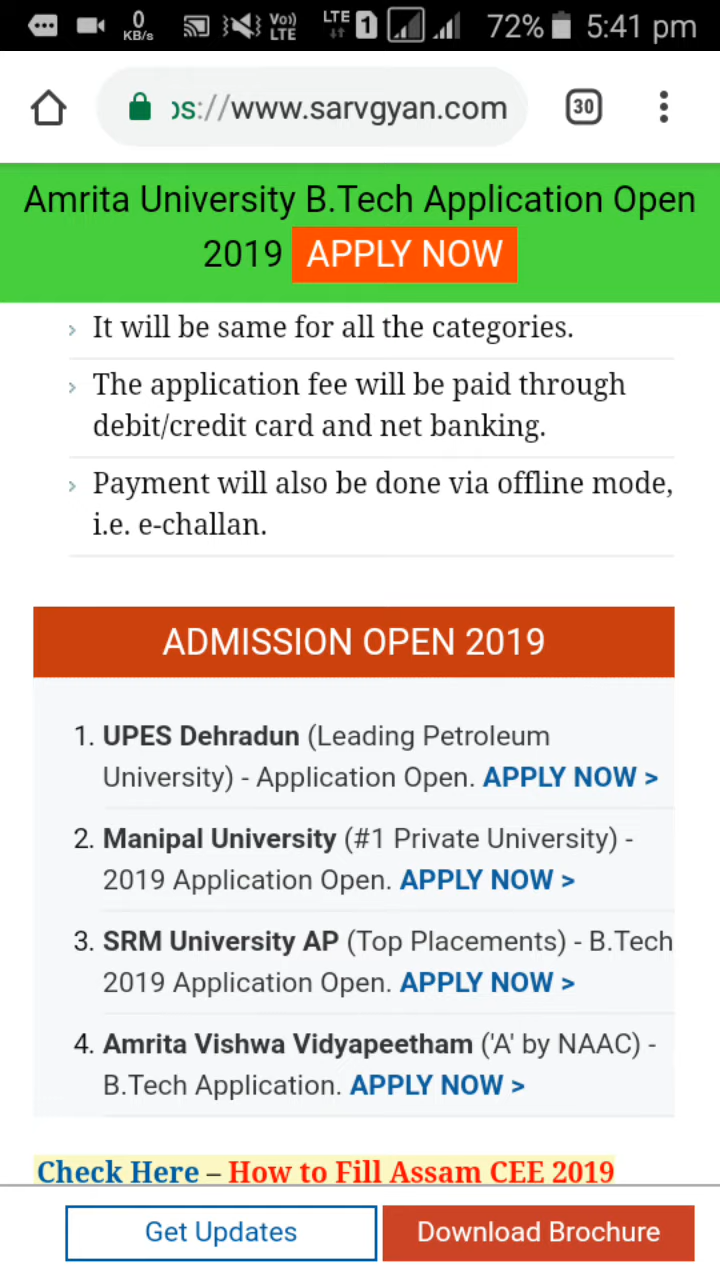 0 KB/s Vo)) LTE LTE 1 72% 5:41 pm
ps://www.sarvgyan.com 30
Amrita University B.Tech Application Open
2019 APPLY NOW
› It will be same for all the categories.
› The application fee will be paid through
debit/credit card and net banking.
› Payment will also be done via offline mode,
i.e. e-challan.
ADMISSION OPEN 2019
1. UPES Dehradun (Leading Petroleum
University) - Application Open. APPLY NOW >
2. Manipal University (#1 Private University) -
2019 Application Open. APPLY NOW >
3. SRM University AP (Top Placements) - B.Tech
2019 Application Open. APPLY NOW >
4. Amrita Vishwa Vidyapeetham ('A' by NAAC) -
B.Tech Application. APPLY NOW >
Check Here – How to Fill Assam CEE 2019
Get Updates Download Brochure